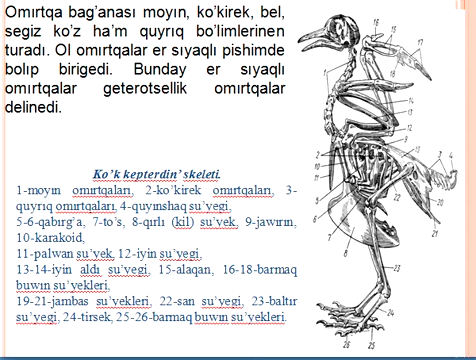 Omırtqa bag'anası moyın, ko'kirek, bel,
segiz ko'z ha'm quyrıq bo'limlerinen
turadı. Ol omırtqalar er sıyaqlı pishimde
bolıp birigedi. Bunday er sıyaqlı
omırtqalar geterotsellik omırtqalar
delinedi.
Ko'k kepterdin' skeleti.
1-moyın omırtqaları, 2-ko'kirek omırtqaları, 3-
quyrıq omırtqaları, 4-quyınshaq su'yegi,
5-6-qabırg'a, 7-to's, 8-qırlı (kil) su'yek, 9-jawırın,
10-karakoid,
11-palwan su'yek, 12-iyin su'yegi,
13-14-iyin aldı su'yegi, 15-alaqan, 16-18-barmaq
buwın su'yekleri,
19-21-jambas su'yekleri, 22-san su'yegi, 23-baltır
su'yegi, 24-tirsek, 25-26-barmaq buwın su'yekleri.